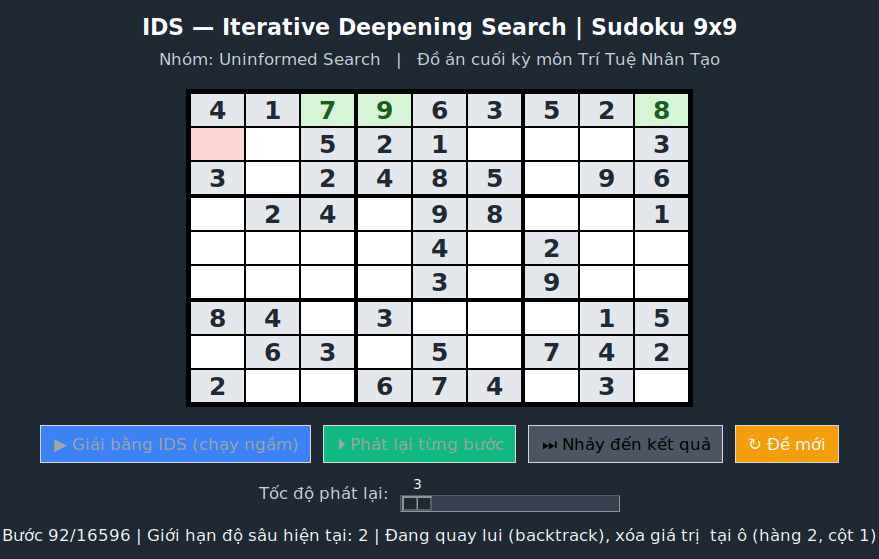 IDS — Iterative Deepening Search | Sudoku 9x9
Nhóm: Uninformed Search | Đồ án cuối kỳ môn Trí Tuệ Nhân Tạo
4 1 7 9 6 3 5 2 8
5 2 1 3
3 2 4 8 5 9 6
2 4 9 8 1
4 2
3 9
8 4 3 1 5
6 3 5 7 4 2
2 6 7 4 3
▶ Giải bằng IDS (chạy ngầm) ⏵ Phát lại từng bước ⏭ Nhảy đến kết quả ↻ Đề mới
Tốc độ phát lại: 3
Bước 92/16596 | Giới hạn độ sâu hiện tại: 2 | Đang quay lui (backtrack), xóa giá trị  tại ô (hàng 2, cột 1)